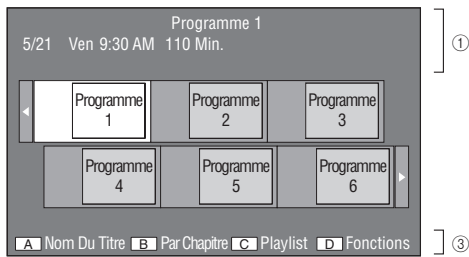 Programme 1
5/21 Ven 9:30 AM 110 Min.
①
Programme 1
Programme 2
Programme 3
Programme 4
Programme 5
Programme 6
A Nom Du Titre B Par Chapitre C Playlist D Fonctions
③